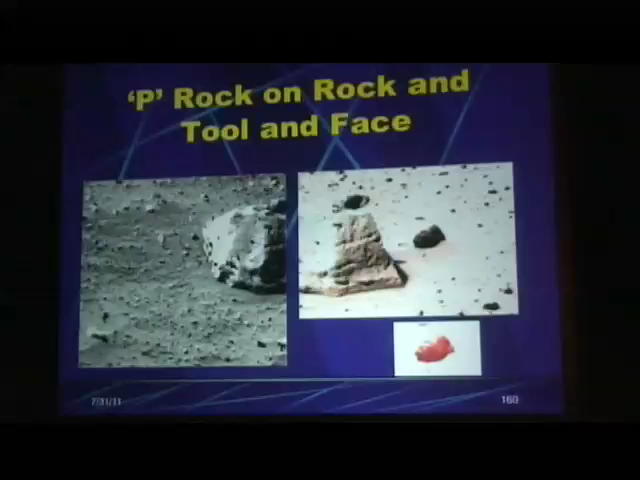 ‘P’ Rock on Rock and
Tool and Face
7/31/11
160